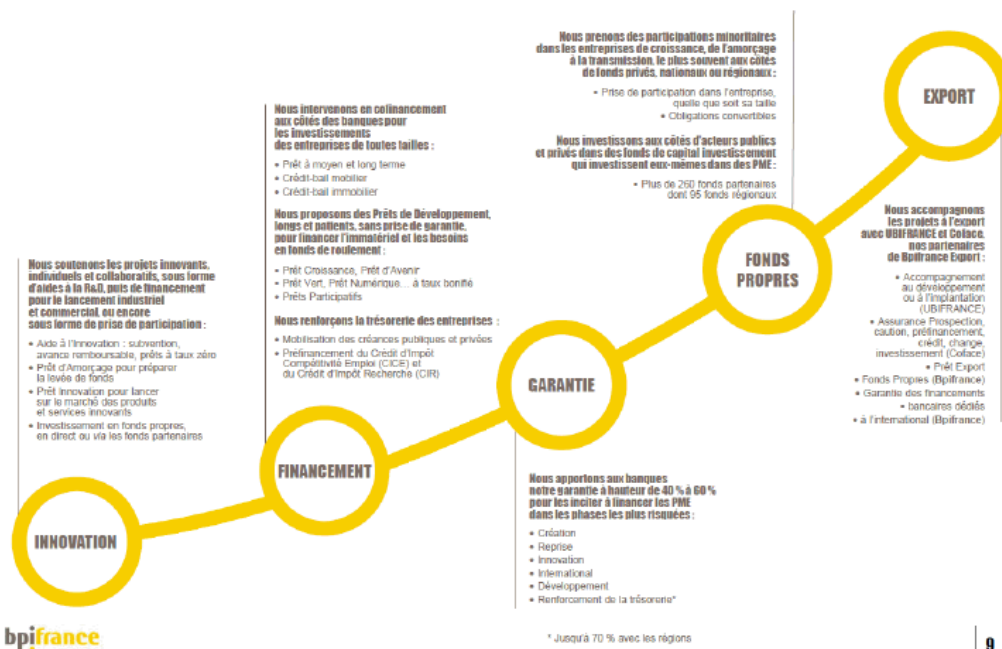 Nous soutenons les projets innovants,
individuels et collaboratifs, sous forme
d'aides à la R&D, puis de financement
pour le lancement industriel
et commercial, ou encore
sous forme de prise de participation :
• Aide à l'Innovation : subvention,
avance remboursable, prêts à taux zéro
• Prêt d'Amorçage pour préparer
la levée de fonds
• Prêt Innovation pour lancer
sur le marché des produits
et services innovants
• Investissement en fonds propres,
en direct ou via les fonds partenaires
INNOVATION
Nous intervenons en cofinancement
aux côtés des banques pour
les investissements
des entreprises de toutes tailles :
• Prêt à moyen et long terme
• Crédit-bail mobilier
• Crédit-bail immobilier
Nous proposons des Prêts de Développement,
longs et patients, sans prise de garantie,
pour financer l'immatériel et les besoins
en fonds de roulement :
• Prêt Croissance, Prêt d'Avenir
• Prêt Vert, Prêt Numérique... à taux bonifié
• Prêts Participatifs
Nous renforçons la trésorerie des entreprises :
• Mobilisation des créances publiques et privées
• Préfinancement du Crédit d'Impôt
Compétitivité Emploi (CICE) et
du Crédit d'Impôt Recherche (CIR)
FINANCEMENT
GARANTIE
Nous apportons aux banques
notre garantie à hauteur de 40 % à 60 %
pour les inciter à financer les PME
dans les phases les plus risquées :
• Création
• Reprise
• Innovation
• International
• Développement
• Renforcement de la trésorerie*
Nous prenons des participations minoritaires
dans les entreprises de croissance, de l'amorçage
à la transmission, le plus souvent aux côtés
de fonds privés, nationaux ou régionaux :
• Prise de participation dans l'entreprise,
quelle que soit sa taille
• Obligations convertibles
Nous investissons aux côtés d'acteurs publics
et privés dans des fonds de capital investissement
qui investissent eux-mêmes dans des PME :
• Plus de 260 fonds partenaires
dont 95 fonds régionaux
FONDS
PROPRES
EXPORT
Nous accompagnons
les projets à l'export
avec UBIFRANCE et Coface,
nos partenaires
de Bpifrance Export :
• Accompagnement
au développement
ou à l'implantation
(UBIFRANCE)
• Assurance Prospection,
caution, préfinancement,
crédit, change,
investissement (Coface)
• Prêt Export
• Fonds Propres (Bpifrance)
• Garantie des financements
• bancaires dédiés
• à l'international (Bpifrance)
bpifrance
* Jusqu'à 70 % avec les régions
9